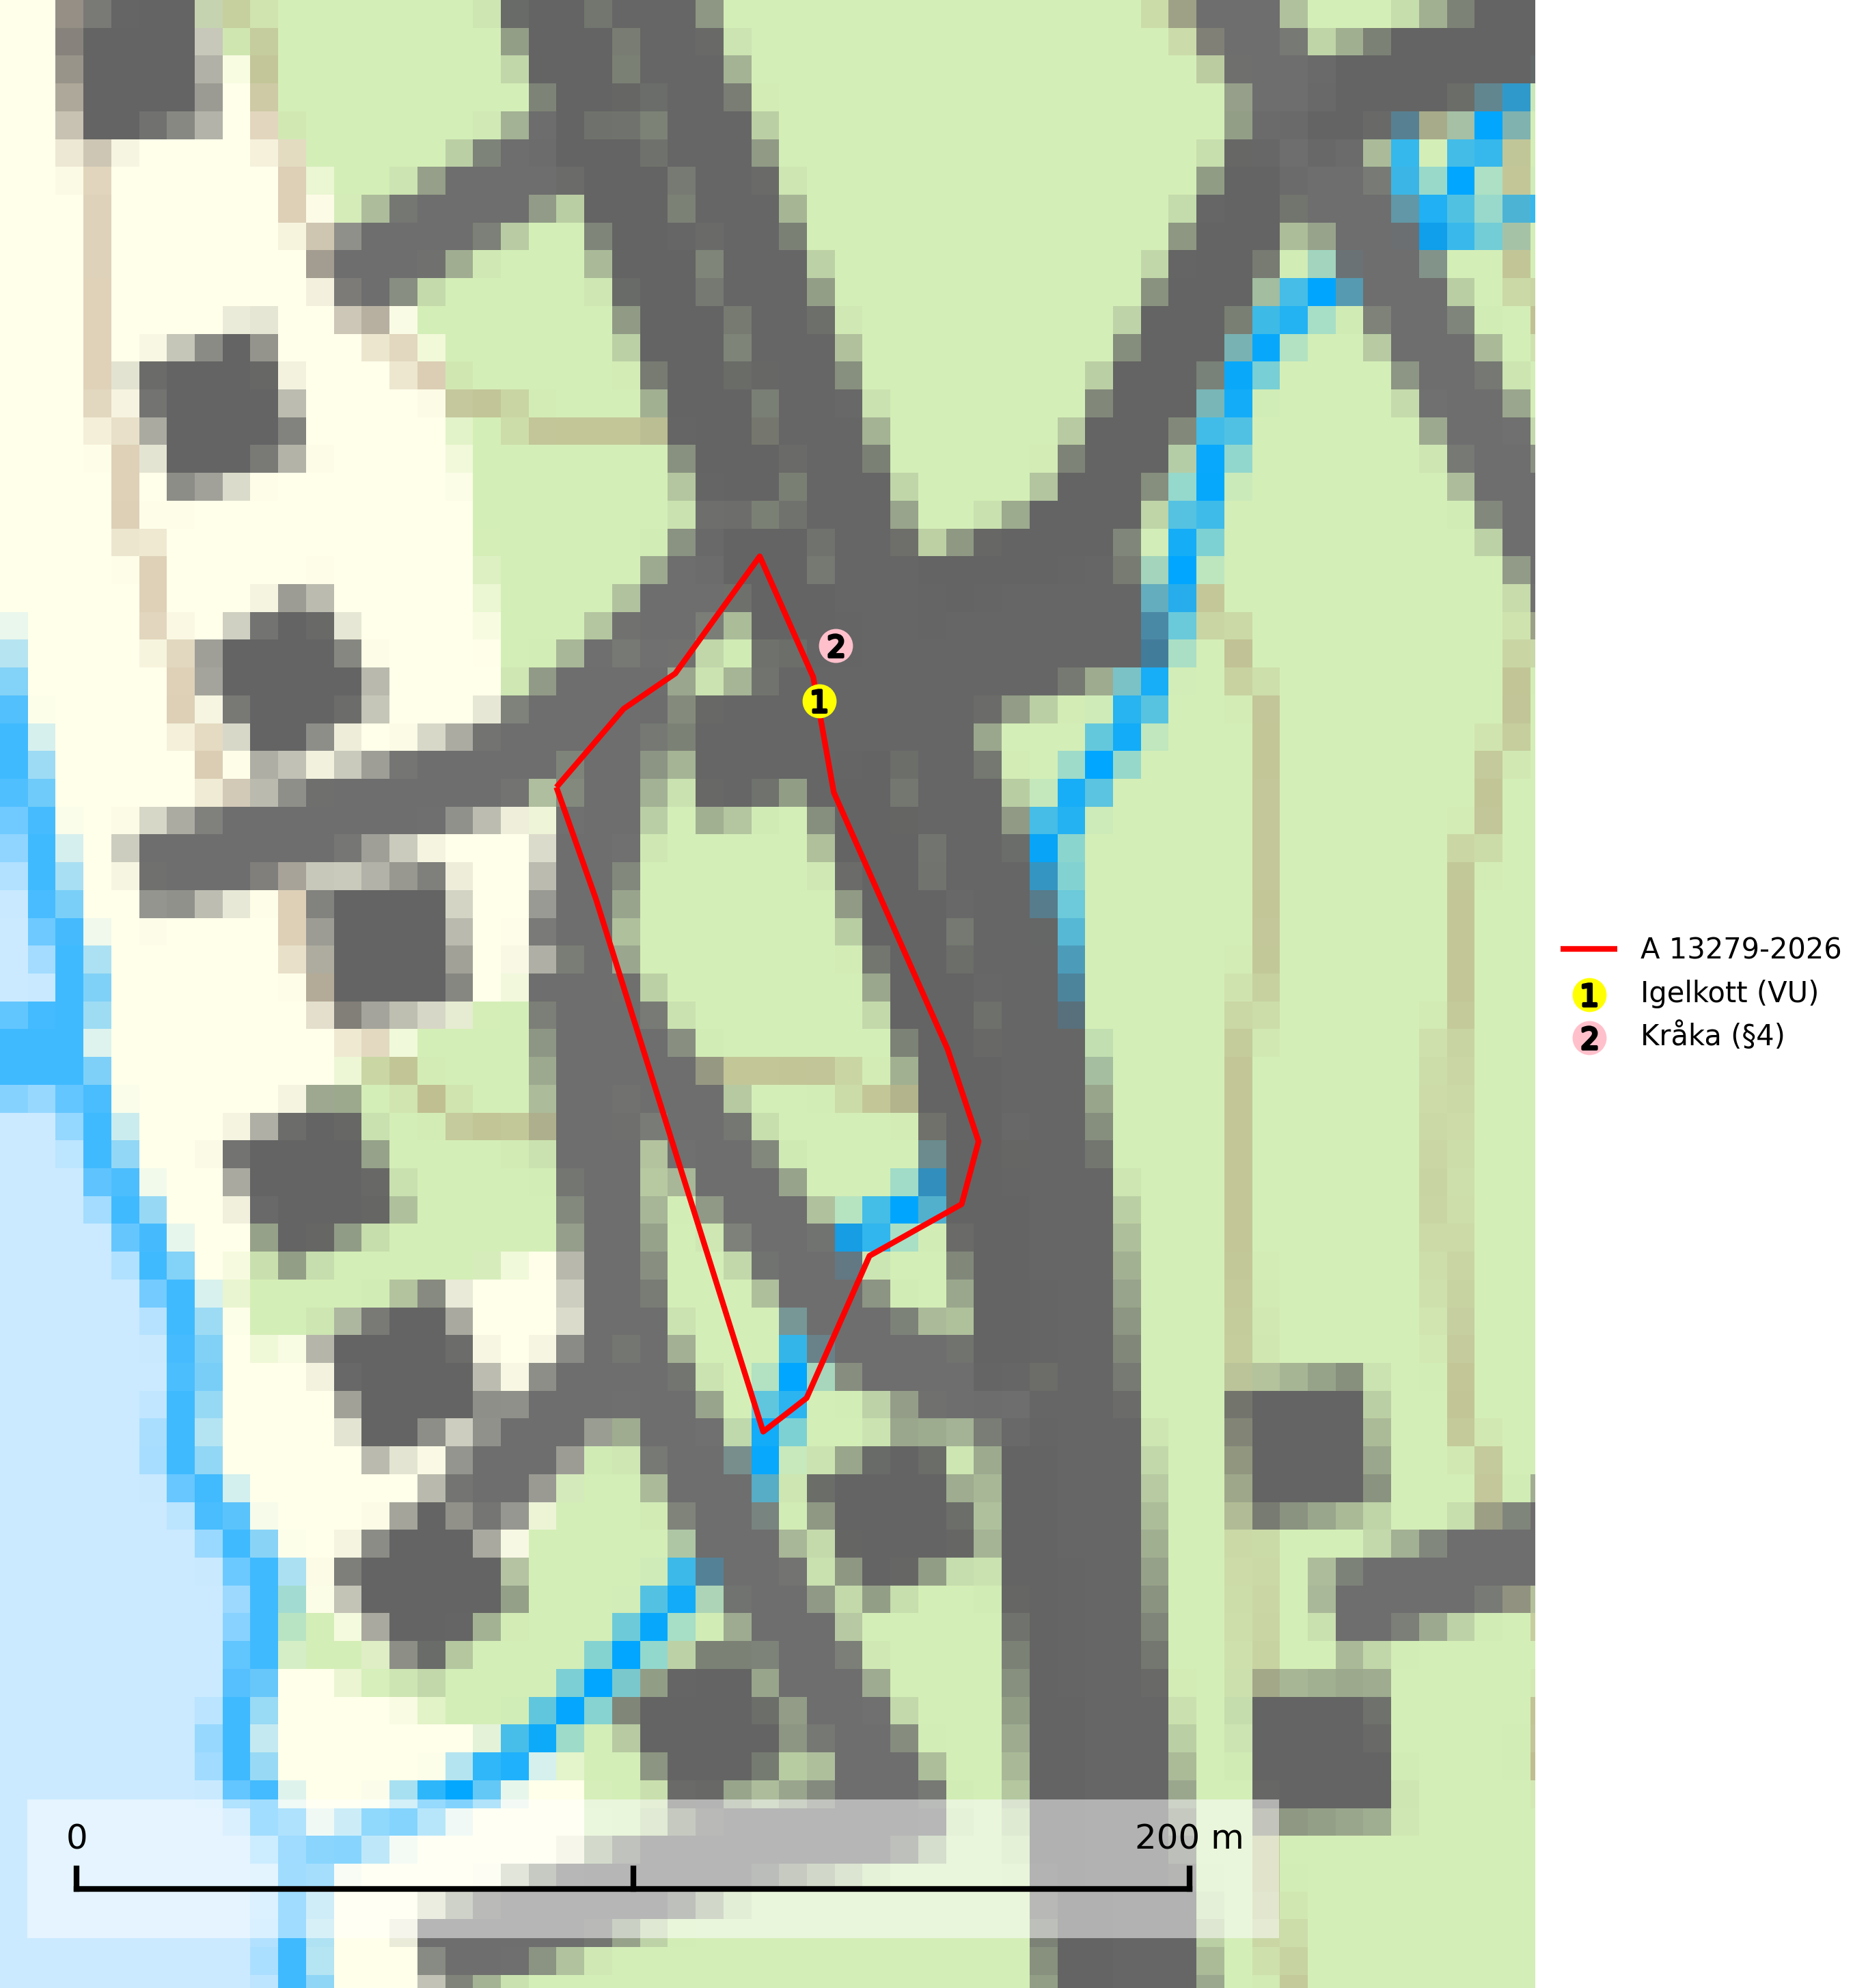 2
1
A 13279-2026
1 Igelkott (VU)
2 Kråka (§4)
0 200 m